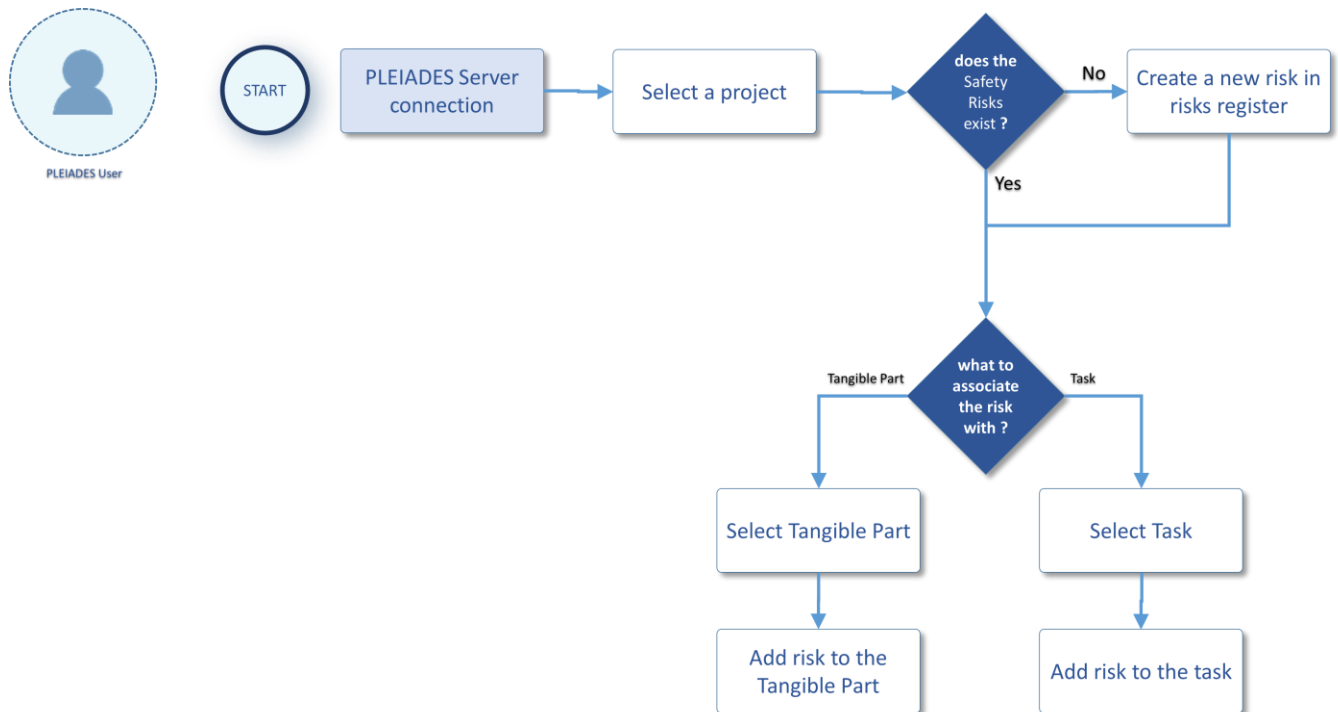 PLEIADES User
START
PLEIADES Server
connection
Select a project
does the
Safety
Risks
exist ?
No
Create a new risk in
risks register
Yes
what to
associate
the risk
with ?
Tangible Part
Task
Select Tangible Part
Select Task
Add risk to the
Tangible Part
Add risk to the task